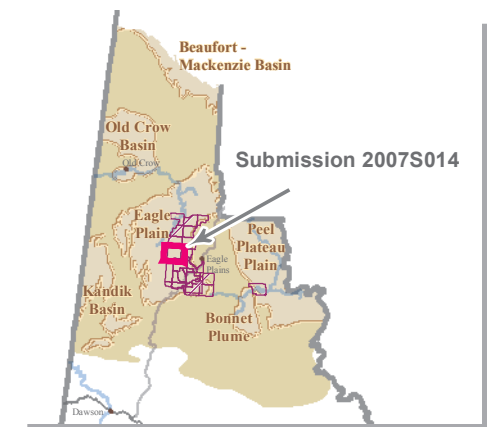 Beaufort -
Mackenzie Basin
Old Crow
Basin
Old Crow
Submission 2007S014
Eagle
Plain
Peel
Plateau
Plain
Eagle
Plains
Kandik
Basin
Bonnet
Plume
Dawson